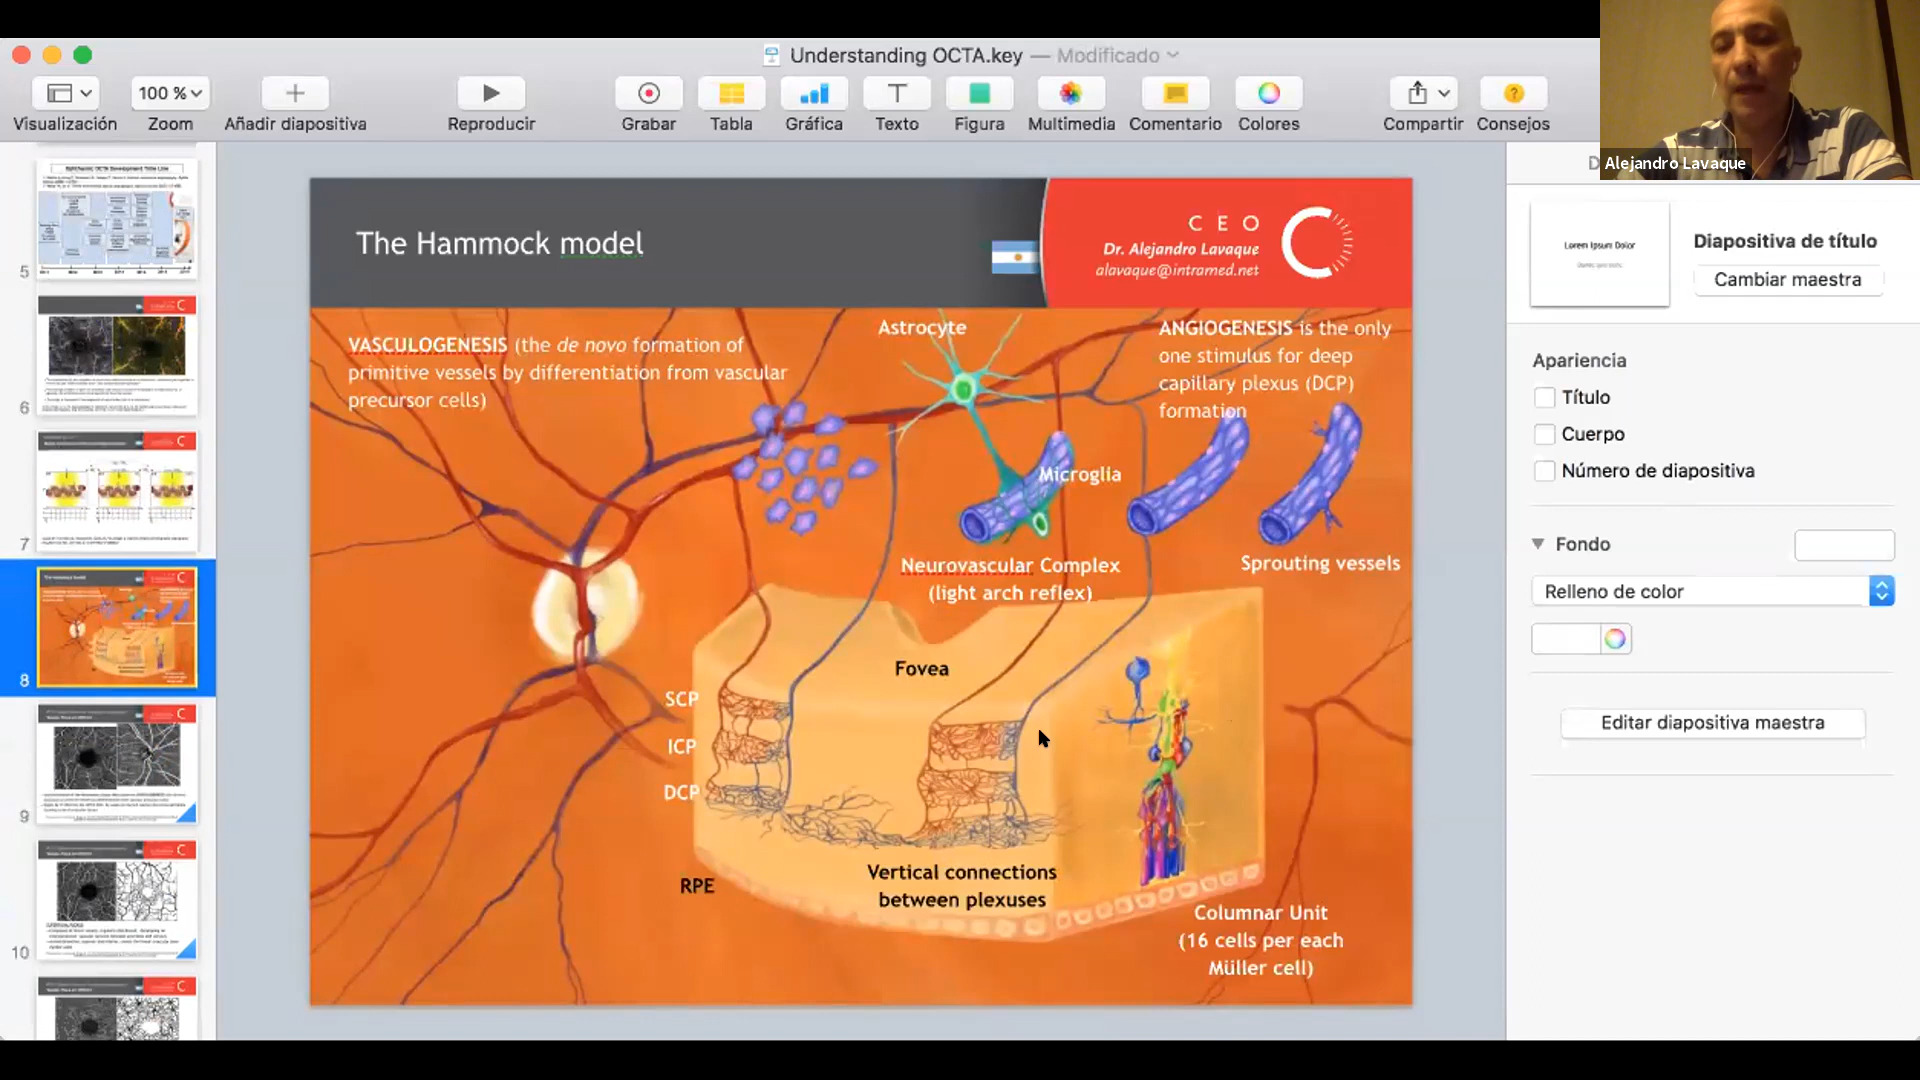 Understanding OCTA.key — Modificado
Visualización
100 %
Zoom
Añadir diapositiva
Reproducir
Grabar
Tabla
Gráfica
Texto
Figura
Multimedia
Comentario
Colores
Compartir
Consejos
Alejandro Lavaque
5
6
7
8
9
10
The Hammock model
CEO
Dr. Alejandro Lavaque
alavaque@intramed.net
VASCULOGENESIS (the de novo formation of
primitive vessels by differentiation from vascular
precursor cells)
Astrocyte
ANGIOGENESIS is the only
one stimulus for deep
capillary plexus (DCP)
formation
Microglia
Neurovascular Complex
(light arch reflex)
Sprouting vessels
Fovea
SCP
ICP
DCP
RPE
Vertical connections
between plexuses
Columnar Unit
(16 cells per each
Müller cell)
Lorem Ipsum Dolor
Diapositiva de título
Cambiar maestra
Apariencia
Título
Cuerpo
Número de diapositiva
Fondo
Relleno de color
Editar diapositiva maestra